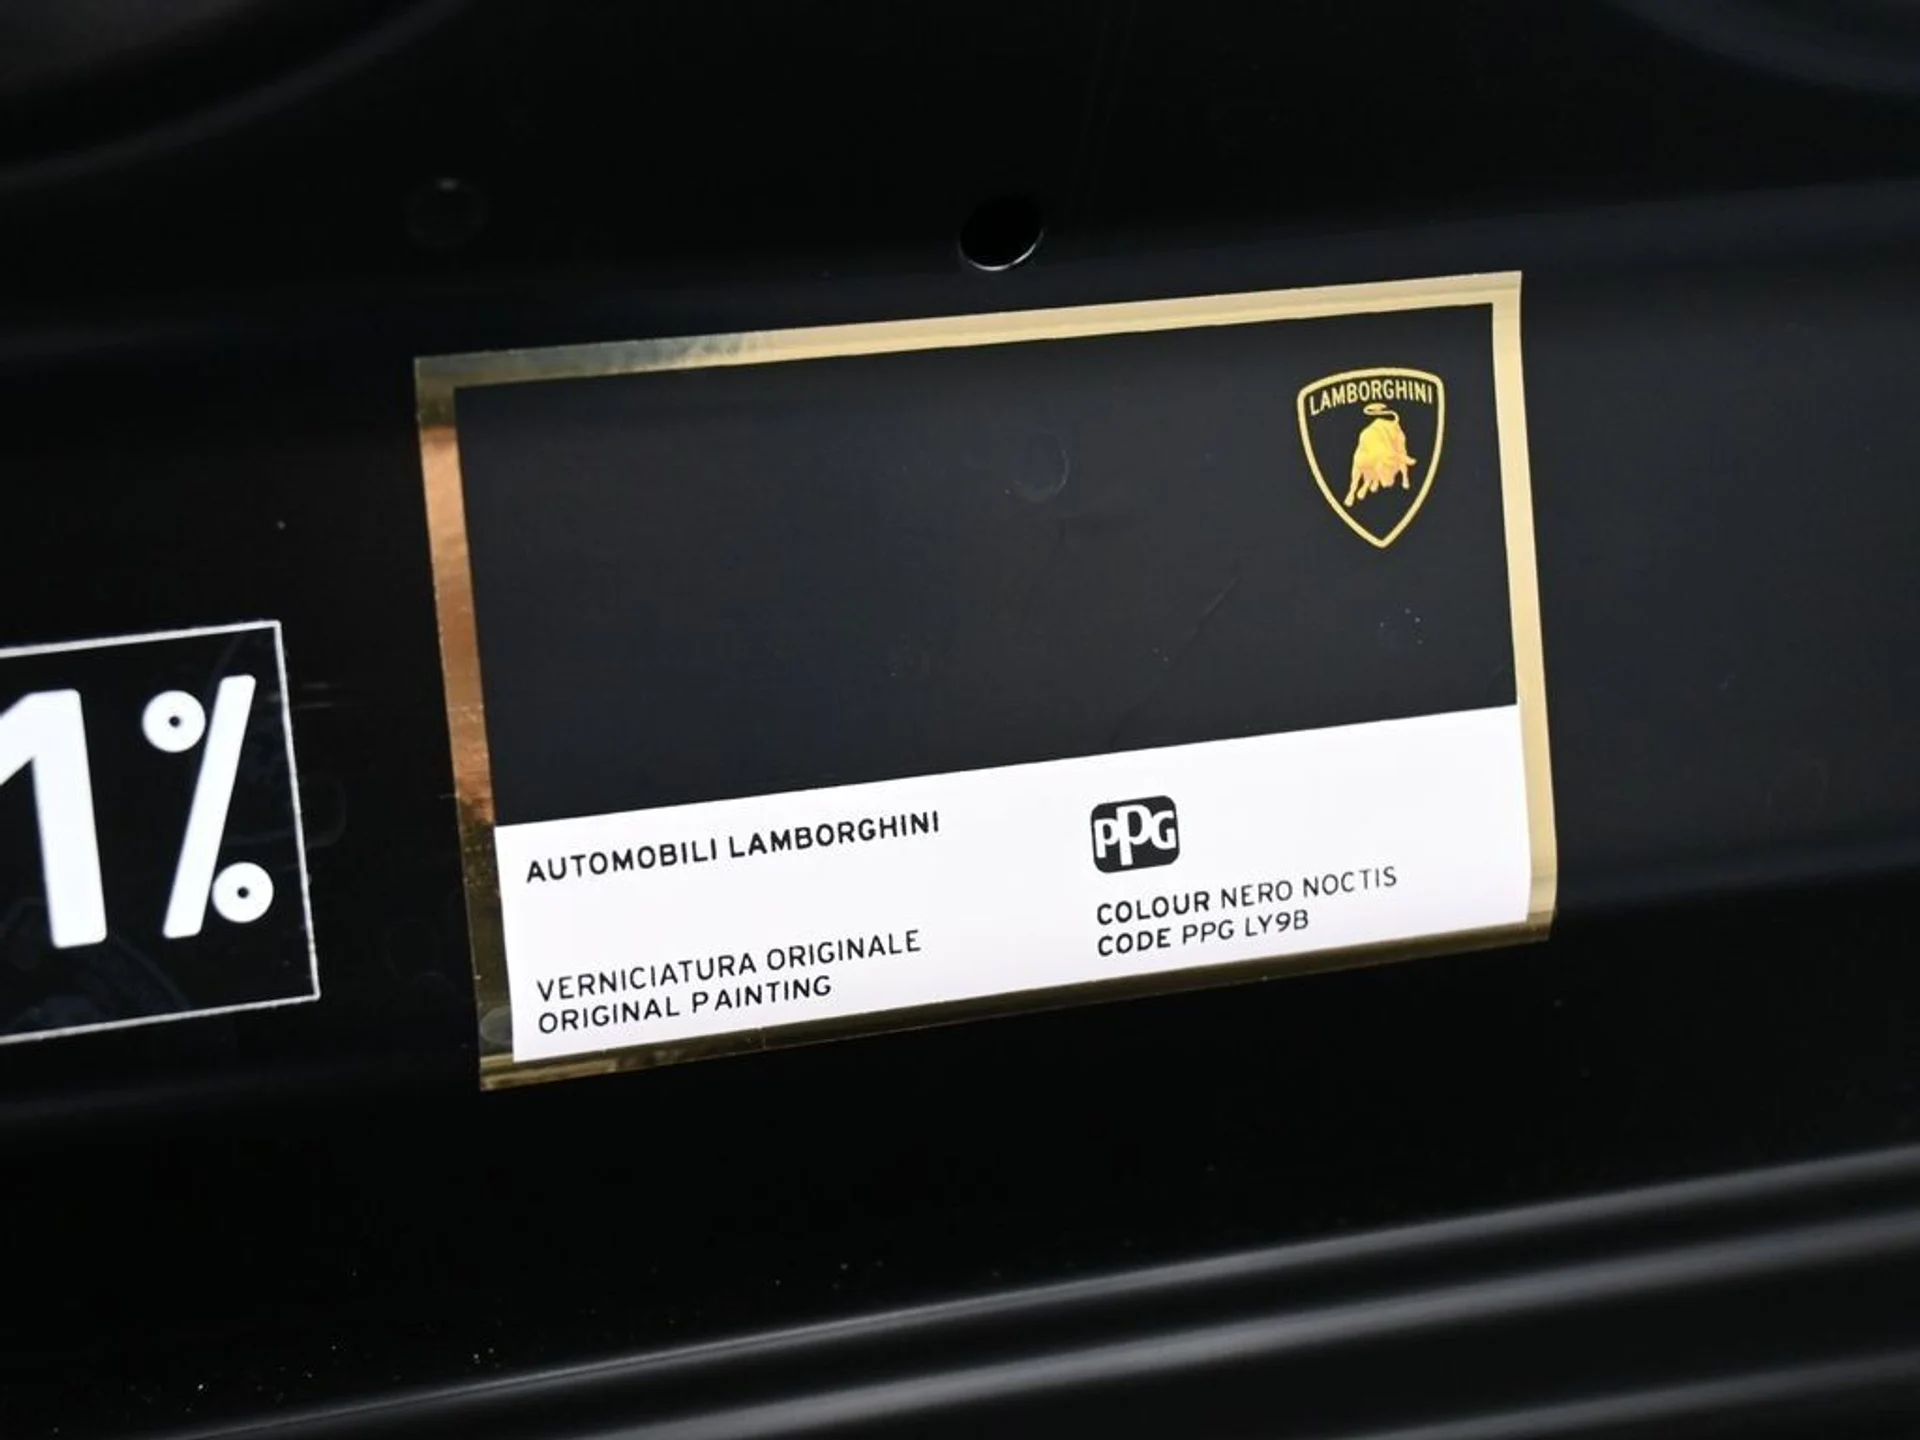 LAMBORGHINI
1%
AUTOMOBILI LAMBORGHINI
VERNICIATURA ORIGINALE
ORIGINAL PAINTING
PPG
COLOUR NERO NOCTIS
CODE PPG LY9B